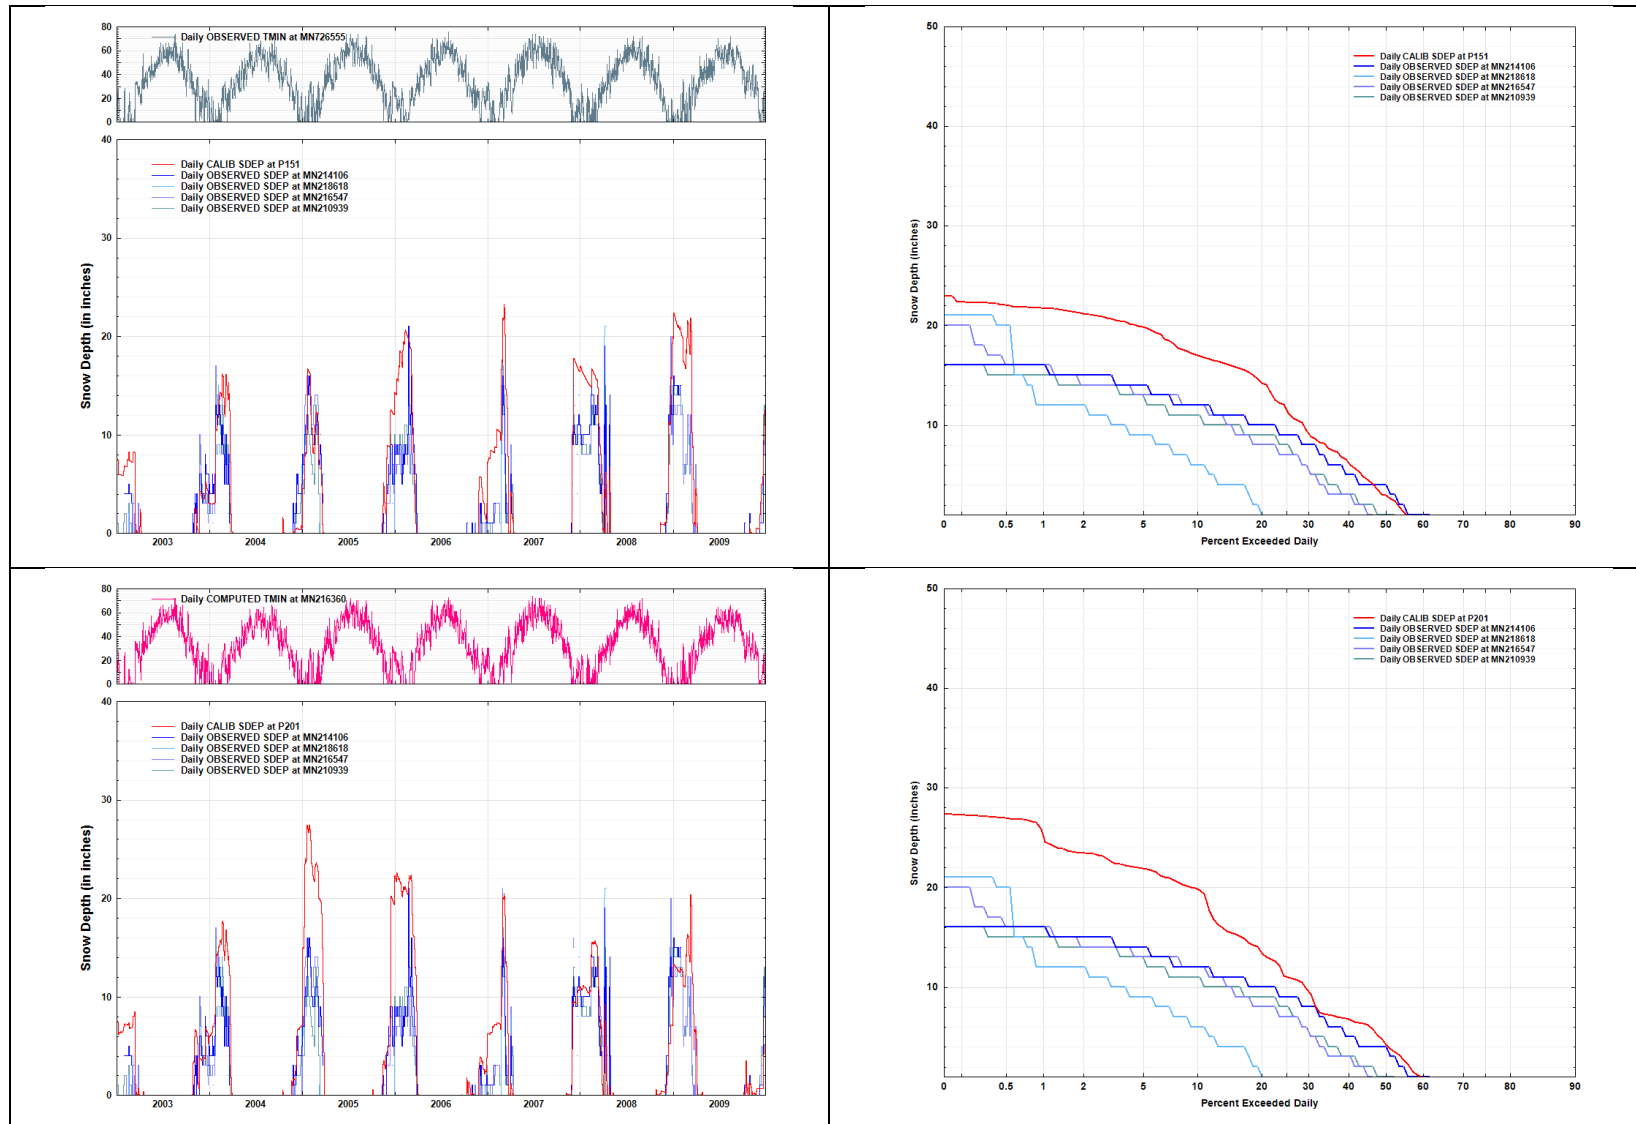 80
Daily OBSERVED TMIN at MN726555
60
40
20
0
40
Daily CALIB SDEP at P151
Daily OBSERVED SDEP at MN214106
Daily OBSERVED SDEP at MN218618
Daily OBSERVED SDEP at MN216547
Daily OBSERVED SDEP at MN210939
30
Snow Depth (in inches)
20
10
0
2003 2004 2005 2006 2007 2008 2009
50
Daily CALIB SDEP at P151
Daily OBSERVED SDEP at MN214106
Daily OBSERVED SDEP at MN218618
Daily OBSERVED SDEP at MN216547
Daily OBSERVED SDEP at MN210939
40
30
Snow Depth (Inches)
20
10
0 0.5 1 2 5 10 20 30 40 50 60 70 80 90
Percent Exceeded Daily
80
Daily COMPUTED TMIN at MN216360
60
40
20
0
40
Daily CALIB SDEP at P201
Daily OBSERVED SDEP at MN214106
Daily OBSERVED SDEP at MN218618
Daily OBSERVED SDEP at MN216547
Daily OBSERVED SDEP at MN210939
30
Snow Depth (in inches)
20
10
0
2003 2004 2005 2006 2007 2008 2009
50
Daily CALIB SDEP at P201
Daily OBSERVED SDEP at MN214106
Daily OBSERVED SDEP at MN218618
Daily OBSERVED SDEP at MN216547
Daily OBSERVED SDEP at MN210939
40
30
Snow Depth (Inches)
20
10
0 0.5 1 2 5 10 20 30 40 50 60 70 80 90
Percent Exceeded Daily